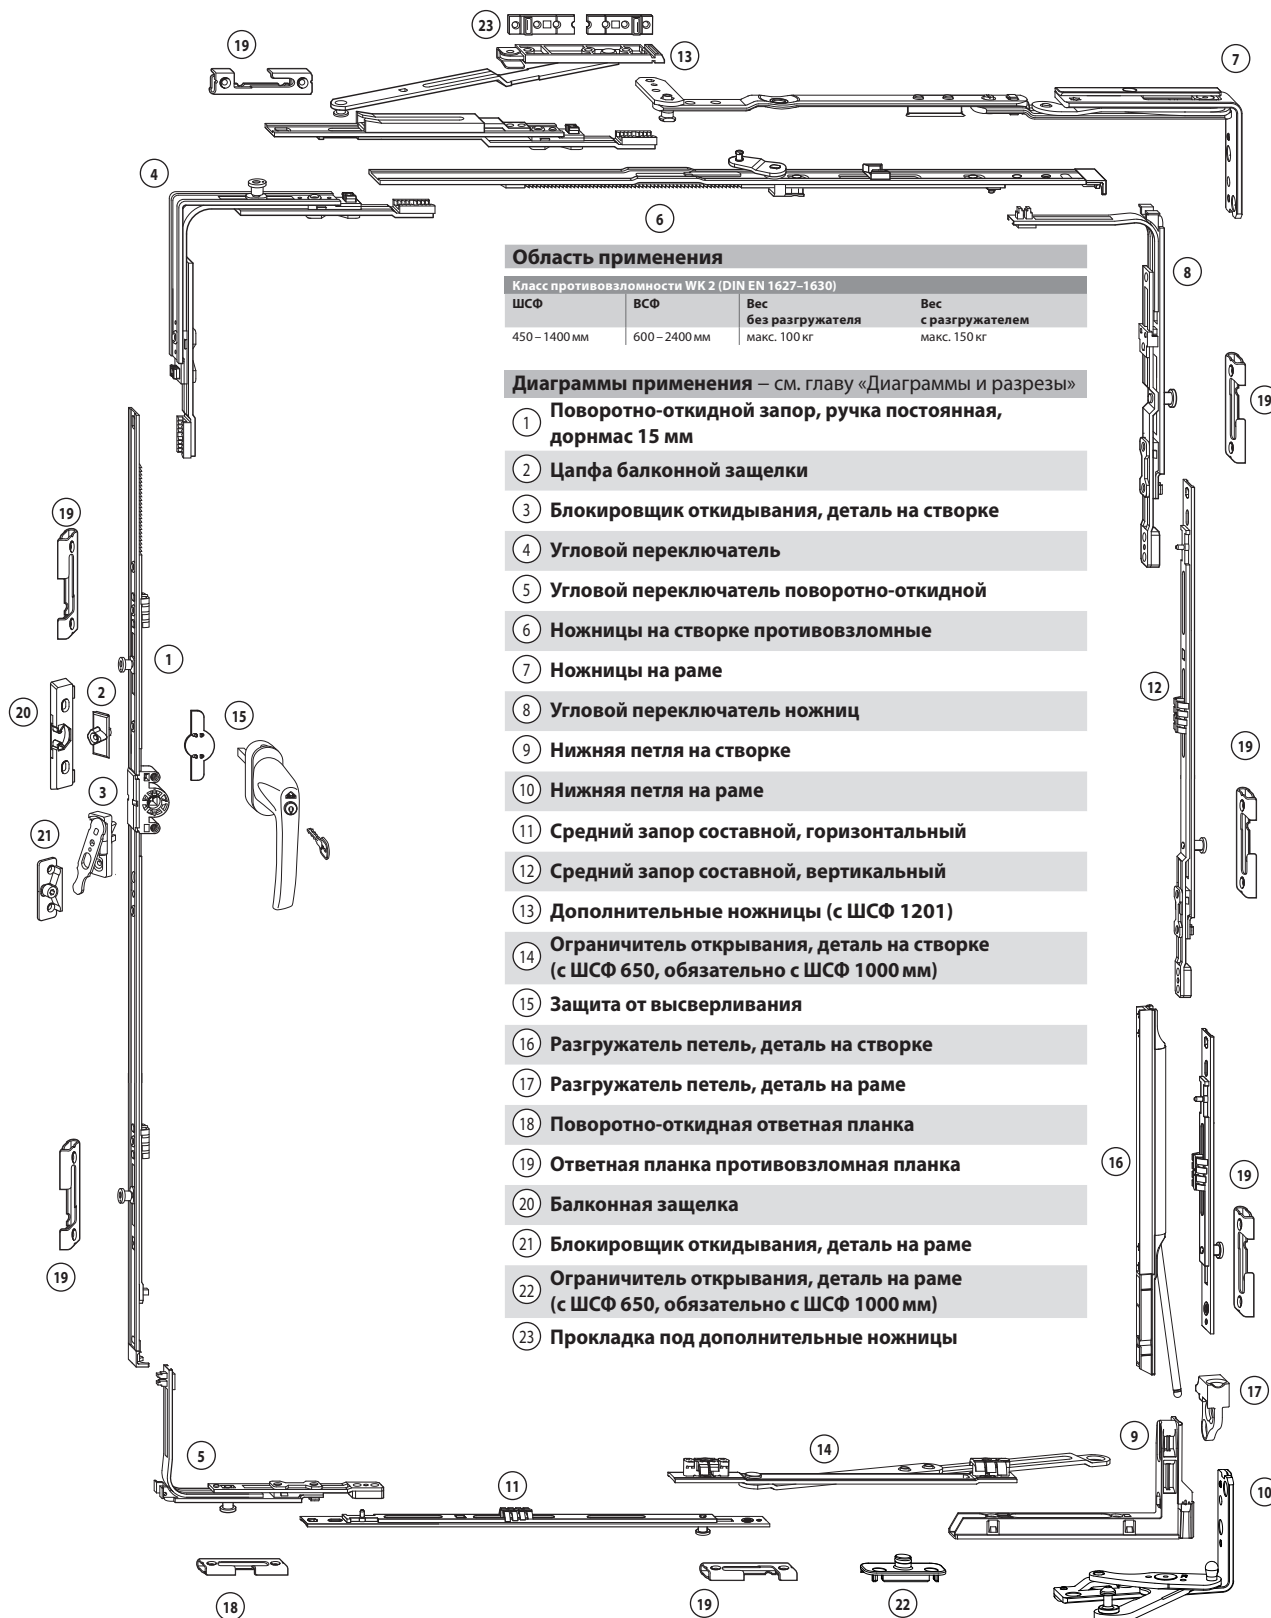 23
19
13
7
4
6
8
Область применения
Класс противовзломности WK 2 (DIN EN 1627–1630)
ШСФ ВСФ Вес без разгружателя Вес с разгружателем
450 – 1400 мм 600 – 2400 мм макс. 100 кг макс. 150 кг
Диаграммы применения – см. главу «Диаграммы и разрезы»
1 Поворотно-откидной запор, ручка постоянная,
дорнмас 15 мм
2 Цапфа балконной защелки
3 Блокировщик откидывания, деталь на створке
4 Угловой переключатель
5 Угловой переключатель поворотно-откидной
6 Ножницы на створке противовзломные
7 Ножницы на раме
8 Угловой переключатель ножниц
9 Нижняя петля на створке
10 Нижняя петля на раме
11 Средний запор составной, горизонтальный
12 Средний запор составной, вертикальный
13 Дополнительные ножницы (с ШСФ 1201)
14 Ограничитель открывания, деталь на створке
(с ШСФ 650, обязательно с ШСФ 1000 мм)
15 Защита от высверливания
16 Разгружатель петель, деталь на створке
17 Разгружатель петель, деталь на раме
18 Поворотно-откидная ответная планка
19 Ответная планка противовзломная планка
20 Балконная защелка
21 Блокировщик откидывания, деталь на раме
22 Ограничитель открывания, деталь на раме
(с ШСФ 650, обязательно с ШСФ 1000 мм)
23 Прокладка под дополнительные ножницы
19
19
1
2
20
15
12
19
3
21
16
19
19
17
9
14
5
11
10
18
19
22